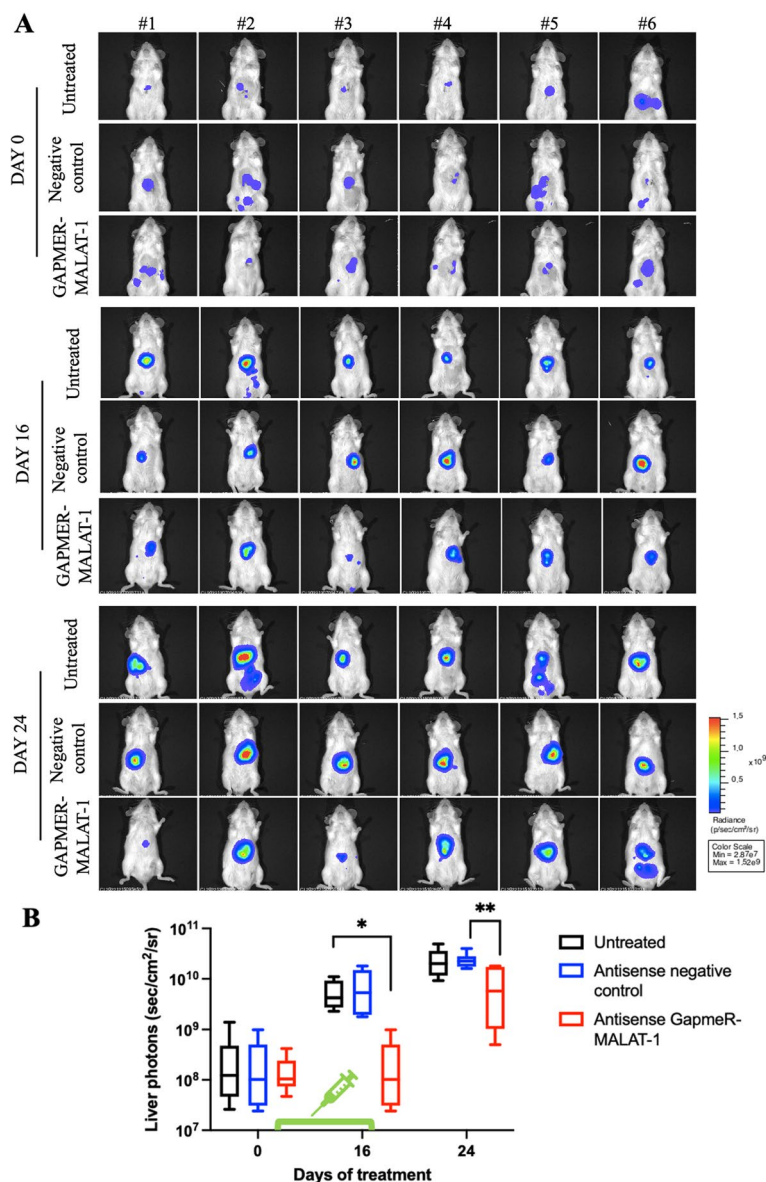 A
#1 #2 #3 #4 #5 #6
DAY 0
Untreated
Negative
control
GAPMER-
MALAT-1
DAY 16
Untreated
Negative
control
GAPMER-
MALAT-1
DAY 24
Untreated
Negative
control
GAPMER-
MALAT-1
1,5
1,0
x10⁹
0,5
Radiance
(p/sec/cm²/sr)
Color Scale
Min = 2.87e7
Max = 1.52e9
B
Liver photons (sec/cm²/sr)
10¹¹
10¹⁰
10⁹
10⁸
10⁷
*
**
0 16 24
Days of treatment
Untreated
Antisense negative
control
Antisense GapmeR-
MALAT-1